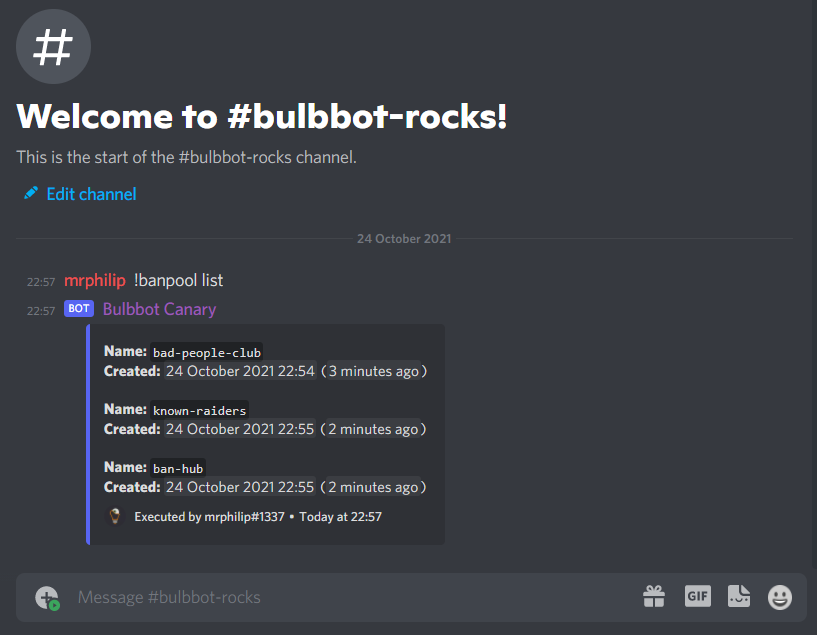 #
Welcome to #bulbbot-rocks!
This is the start of the #bulbbot-rocks channel.
Edit channel
24 October 2021
22:57 mrphilip !banpool list
22:57 BOT Bulbbot Canary
Name: bad-people-club
Created: 24 October 2021 22:54 (3 minutes ago)
Name: known-raiders
Created: 24 October 2021 22:55 (2 minutes ago)
Name: ban-hub
Created: 24 October 2021 22:55 (2 minutes ago)
Executed by mrphilip#1337 • Today at 22:57
Message #bulbbot-rocks GIF